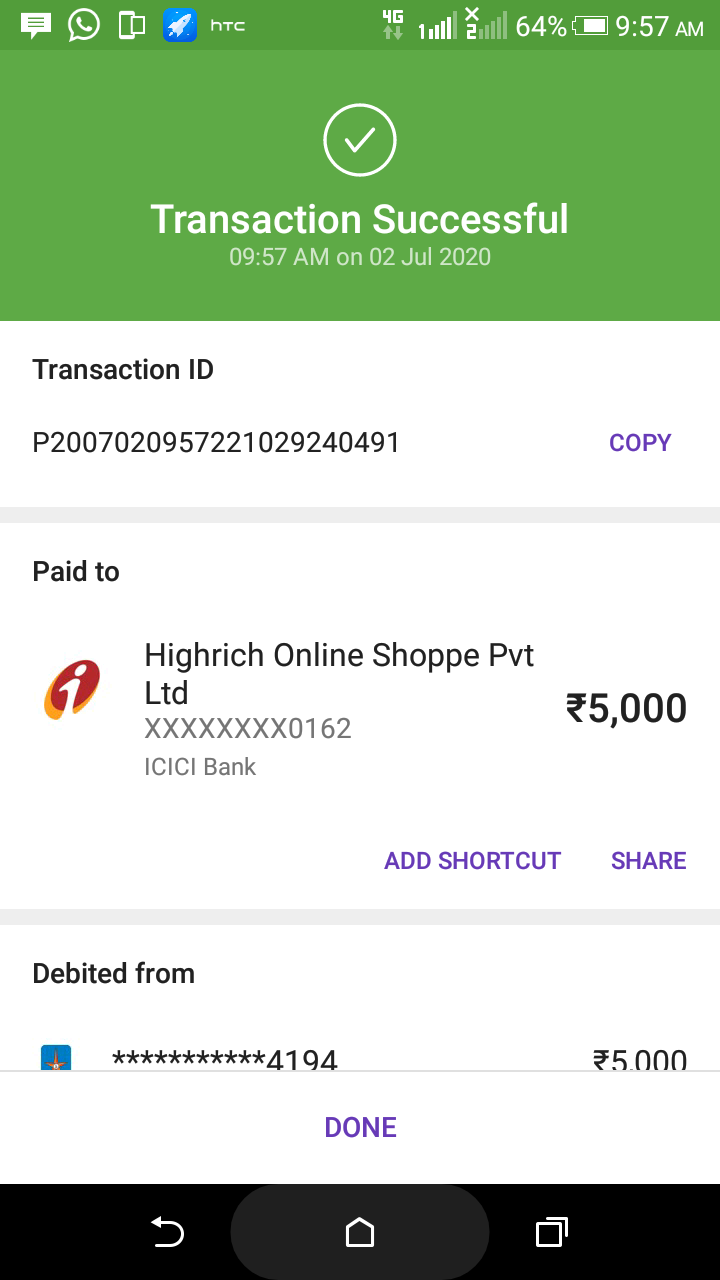 hTC 4G 1 2 64% 9:57 AM
Transaction Successful
09:57 AM on 02 Jul 2020
Transaction ID
P2007020957221029240491 COPY
Paid to
Highrich Online Shoppe Pvt
Ltd
₹5,000
XXXXXXXX0162
ICICI Bank
ADD SHORTCUT SHARE
Debited from
***********4194 ₹5,000
DONE